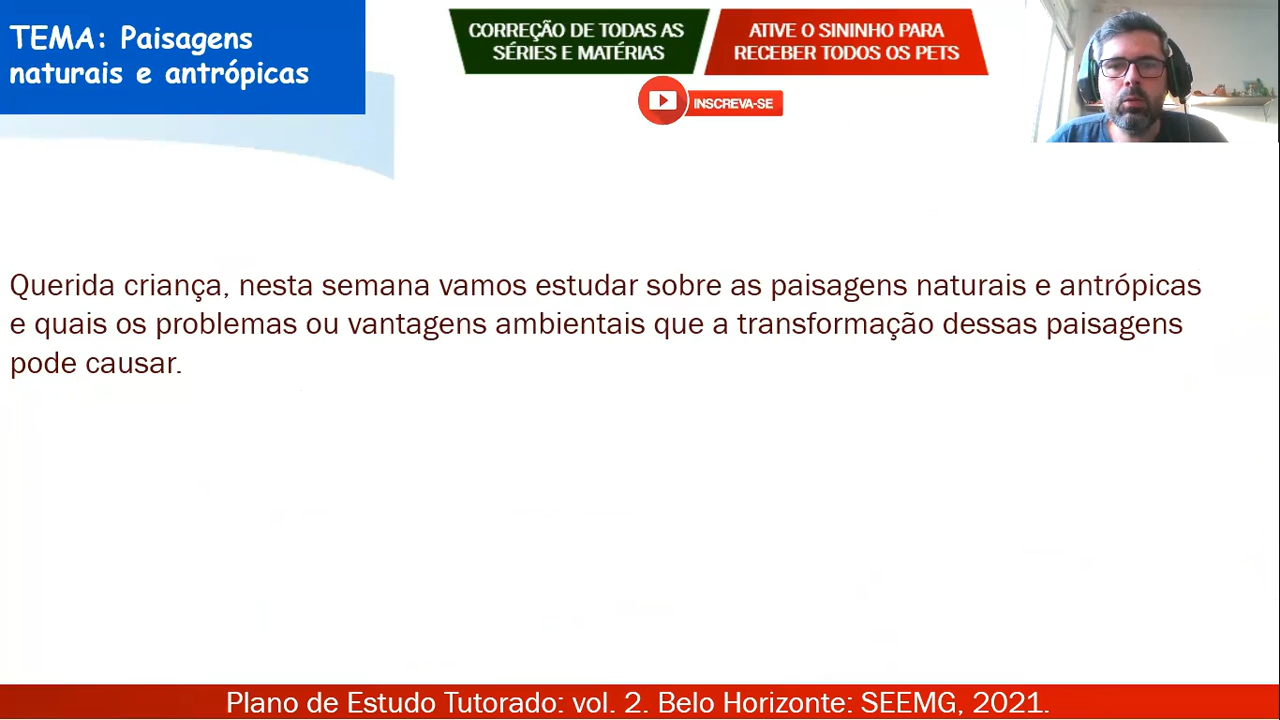 TEMA: Paisagens
naturais e antrópicas
CORREÇÃO DE TODAS AS
SÉRIES E MATÉRIAS
ATIVE O SININHO PARA
RECEBER TODOS OS PETS
INSCREVA-SE
Querida criança, nesta semana vamos estudar sobre as paisagens naturais e antrópicas
e quais os problemas ou vantagens ambientais que a transformação dessas paisagens
pode causar.
Plano de Estudo Tutorado: vol. 2. Belo Horizonte: SEEMG, 2021.